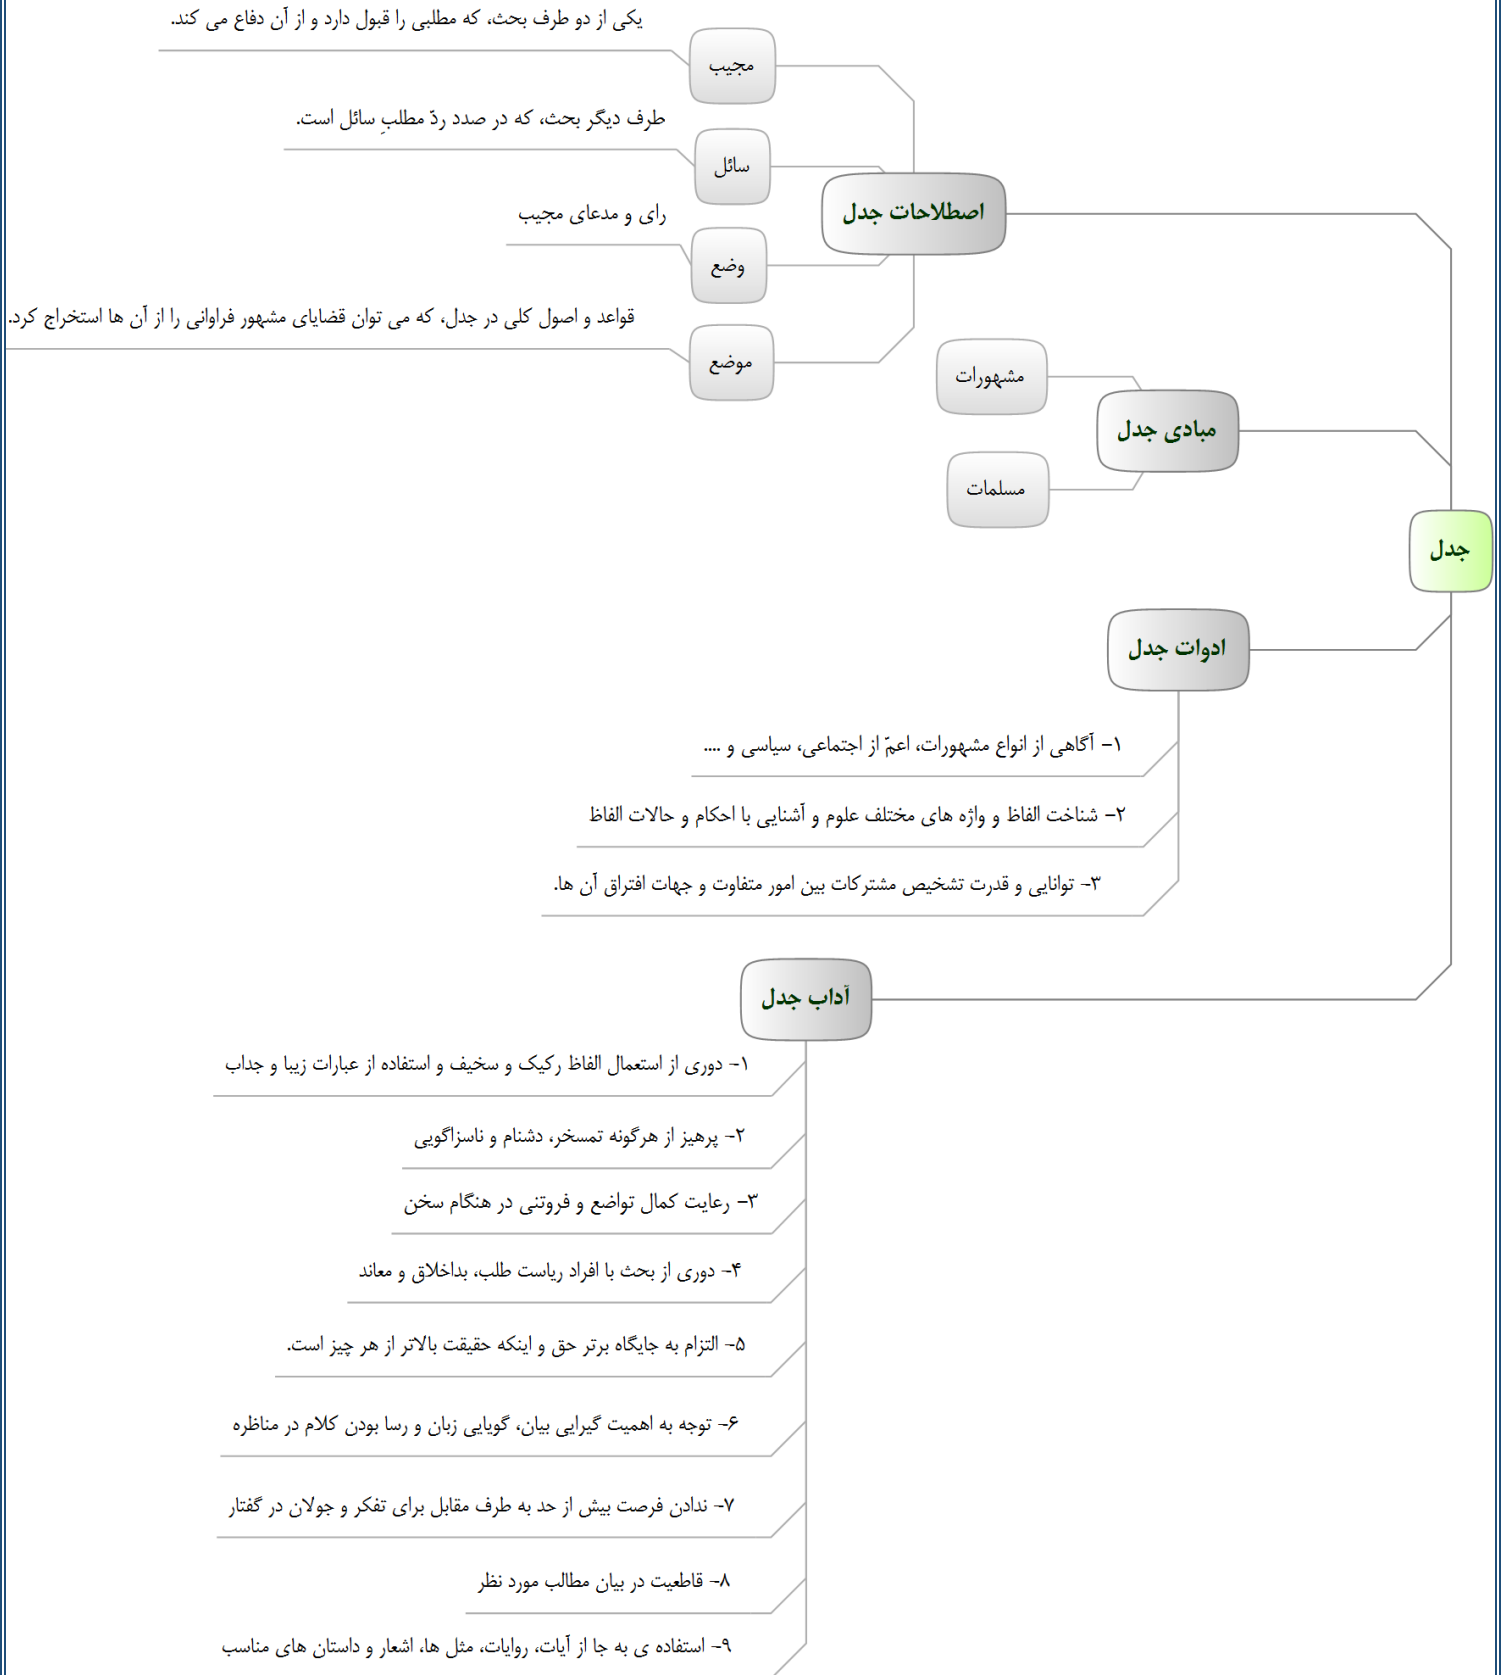 جدل
اصطلاحات جدل
مجیب
یکی از دو طرف بحث، که مطلبی را قبول دارد و از آن دفاع می کند.
سائل
طرف دیگر بحث، که در صدد ردّ مطلبِ سائل است.
وضع
رای و مدعای مجیب
موضع
قواعد و اصول کلی در جدل، که می توان قضایای مشهور فراوانی را از آن ها استخراج کرد.
مبادی جدل
مشهورات
مسلمات
ادوات جدل
۱- آگاهی از انواع مشهورات، اعمّ از اجتماعی، سیاسی و ....
۲- شناخت الفاظ و واژه های مختلف علوم و آشنایی با احکام و حالات الفاظ
۳- توانایی و قدرت تشخیص مشترکات بین امور متفاوت و جهات افتراق آن ها.
آداب جدل
۱- دوری از استعمال الفاظ رکیک و سخیف و استفاده از عبارات زیبا و جداب
۲- پرهیز از هرگونه تمسخر، دشنام و ناسزاگویی
۳- رعایت کمال تواضع و فروتنی در هنگام سخن
۴- دوری از بحث با افراد ریاست طلب، بداخلاق و معاند
۵- التزام به جایگاه برتر حق و اینکه حقیقت بالاتر از هر چیز است.
۶- توجه به اهمیت گیرایی بیان، گویایی زبان و رسا بودن کلام در مناظره
۷- ندادن فرصت بیش از حد به طرف مقابل برای تفکر و جولان در گفتار
۸- قاطعیت در بیان مطالب مورد نظر
۹- استفاده ی به جا از آیات، روایات، مثل ها، اشعار و داستان های مناسب